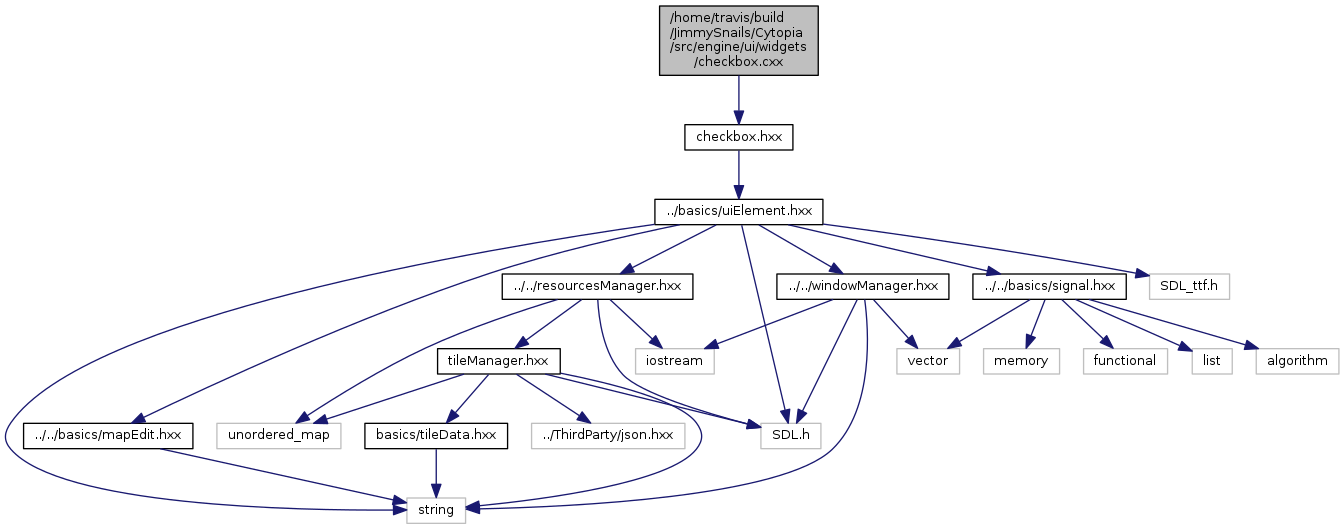 /home/travis/build
/JimmySnails/Cytopia
/src/engine/ui/widgets
/checkbox.cxx
checkbox.hxx
../basics/uiElement.hxx
../../resourcesManager.hxx
../../windowManager.hxx
../../basics/signal.hxx
SDL_ttf.h
tileManager.hxx
iostream
vector
memory
functional
list
algorithm
../../basics/mapEdit.hxx
unordered_map
basics/tileData.hxx
../ThirdParty/json.hxx
SDL.h
string